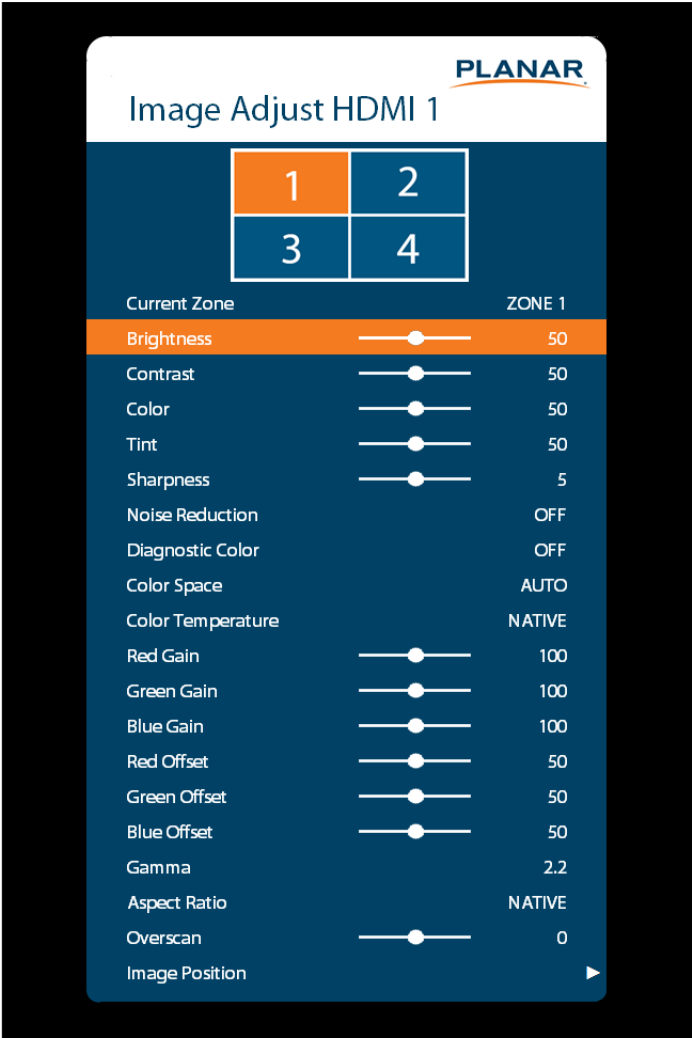 PLANAR
Image Adjust HDMI 1
1 2
3 4
Current Zone ZONE 1
Brightness 50
Contrast 50
Color 50
Tint 50
Sharpness 5
Noise Reduction OFF
Diagnostic Color OFF
Color Space AUTO
Color Temperature NATIVE
Red Gain 100
Green Gain 100
Blue Gain 100
Red Offset 50
Green Offset 50
Blue Offset 50
Gamma 2.2
Aspect Ratio NATIVE
Overscan 0
Image Position